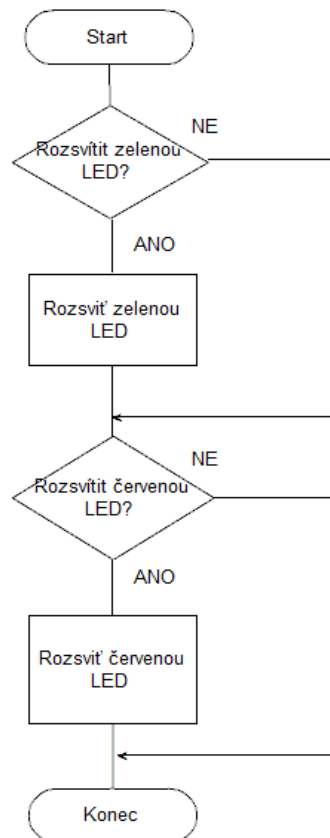 Start
NE
Rozsvítit zelenou
LED?
ANO
Rozsviť zelenou
LED
NE
Rozsvítit červenou
LED?
ANO
Rozsviť červenou
LED
Konec